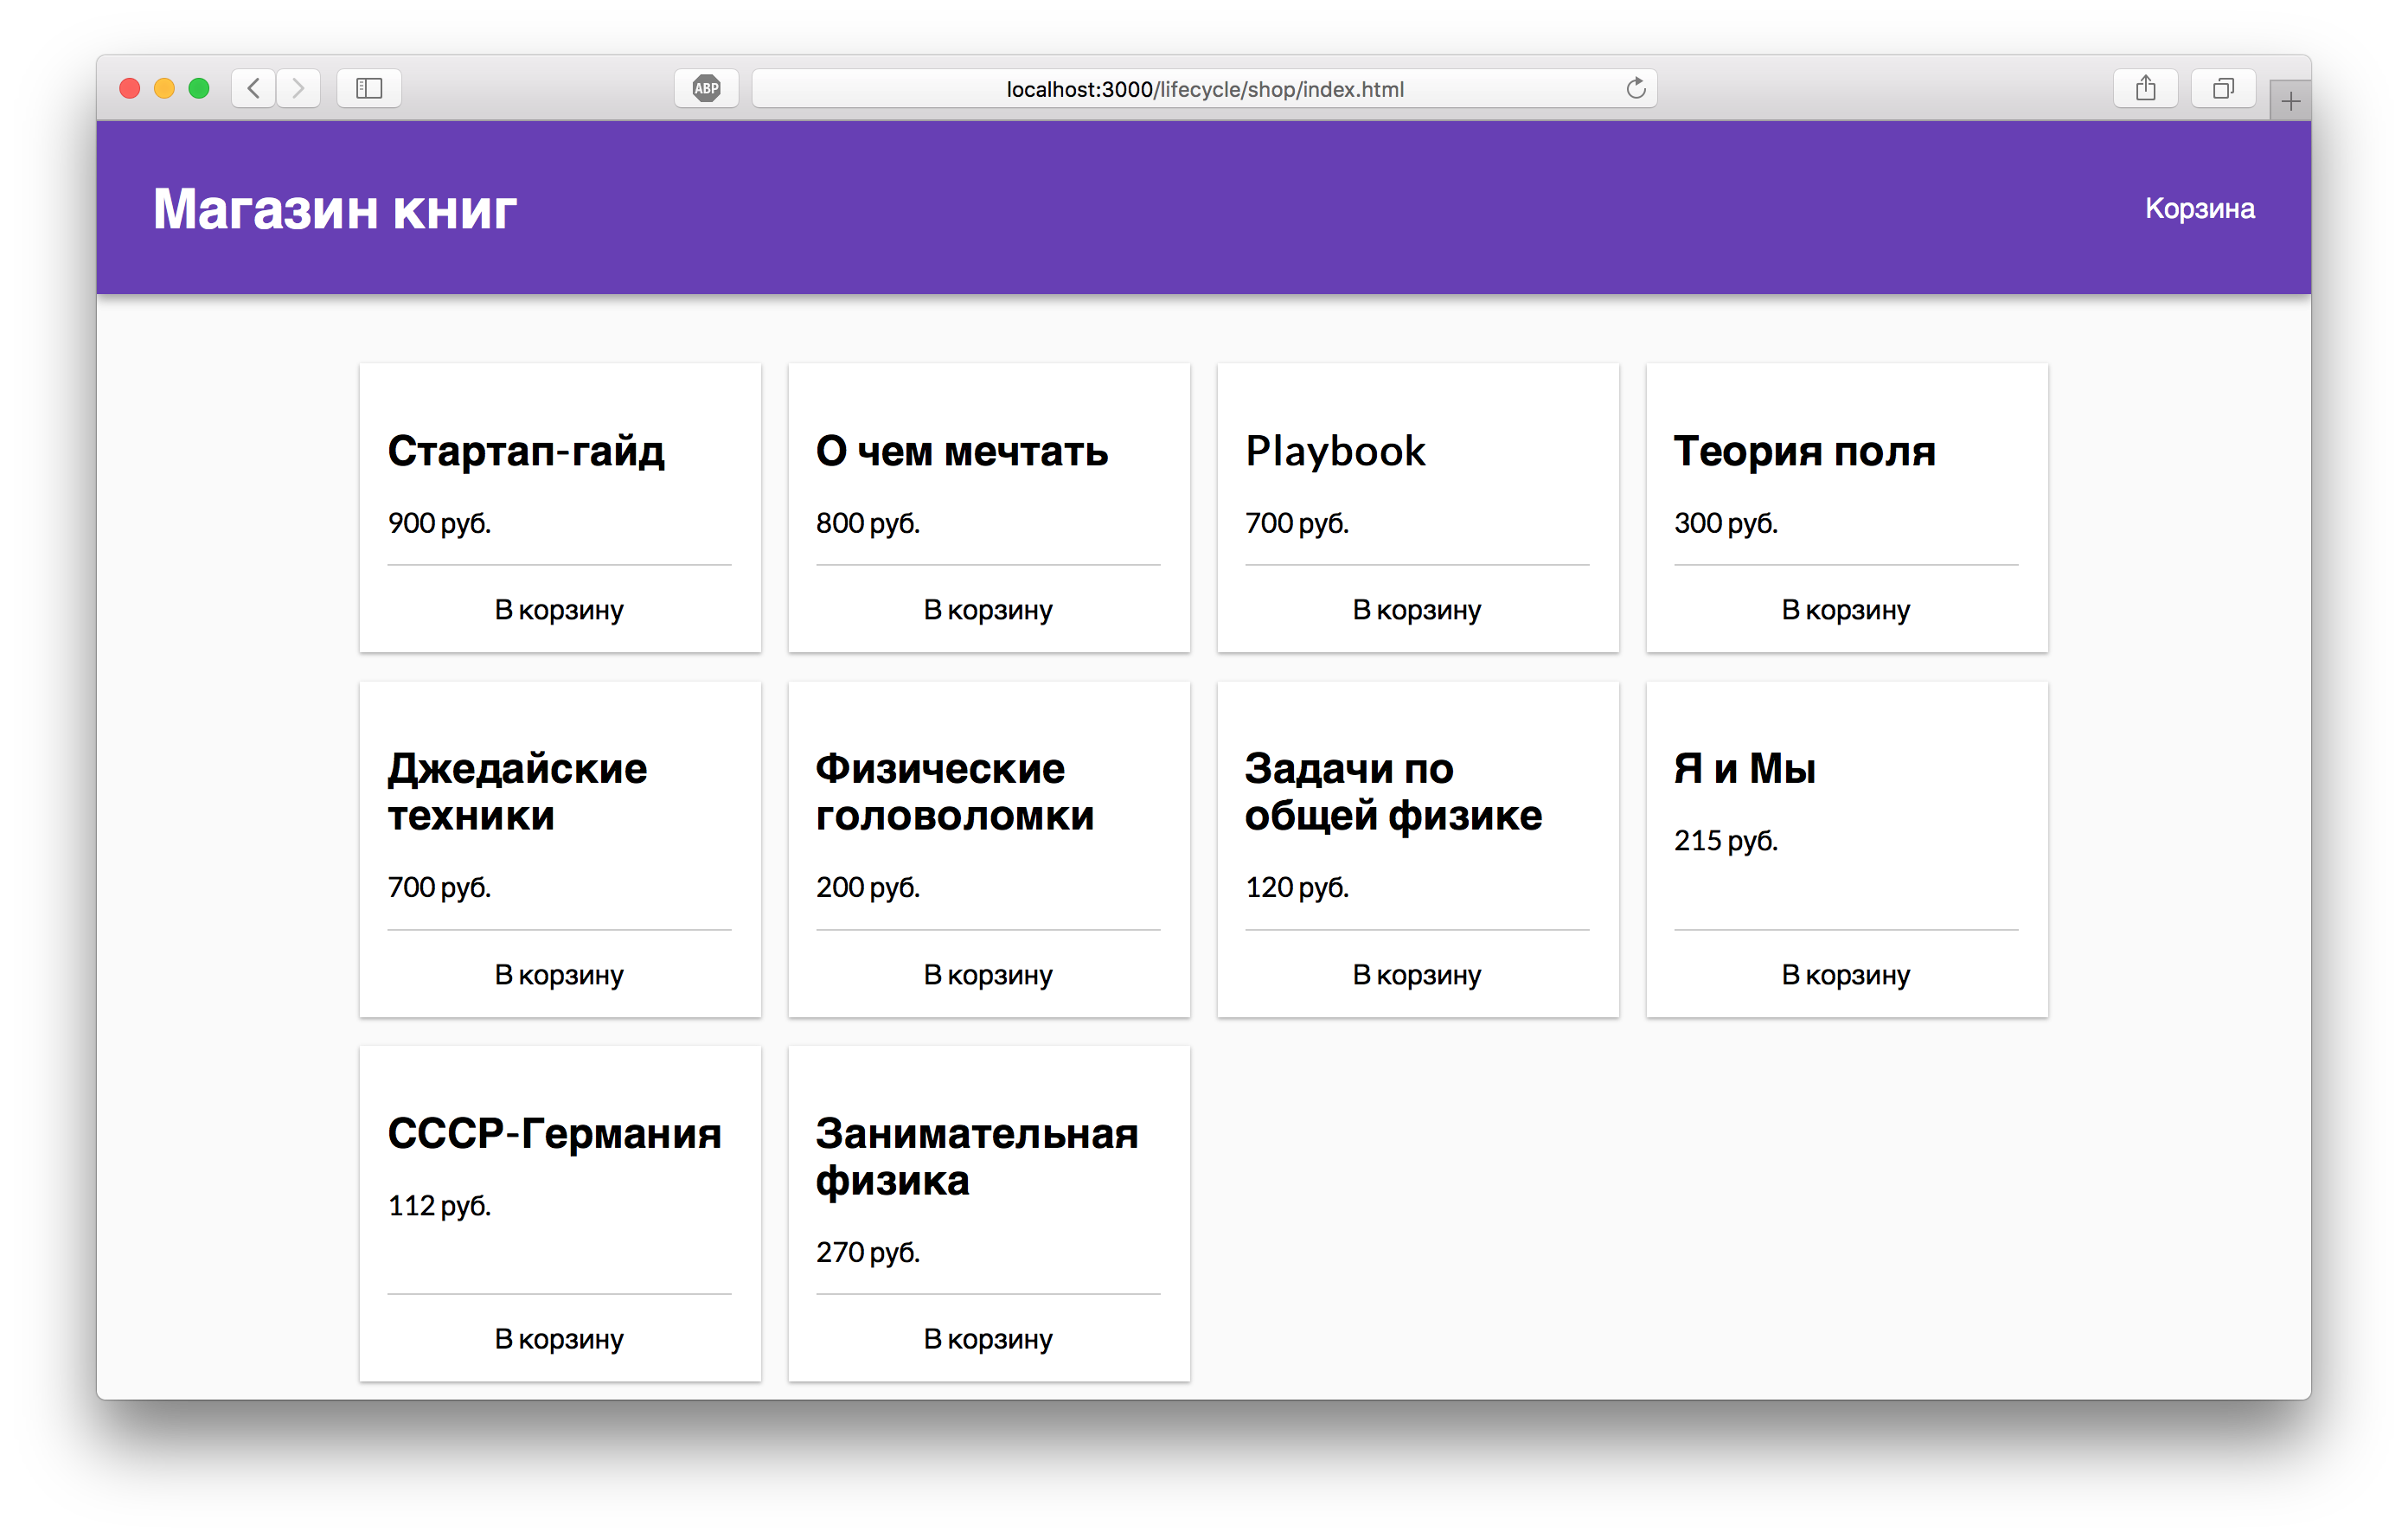 ABP
localhost:3000/lifecycle/shop/index.html
Магазин книг
Корзина
Стартап-гайд
900 руб.
В корзину
О чем мечтать
800 руб.
В корзину
Playbook
700 руб.
В корзину
Теория поля
300 руб.
В корзину
Джедайские
техники
700 руб.
В корзину
Физические
головоломки
200 руб.
В корзину
Задачи по
общей физике
120 руб.
В корзину
Я и Мы
215 руб.
В корзину
СССР-Германия
112 руб.
В корзину
Занимательная
физика
270 руб.
В корзину